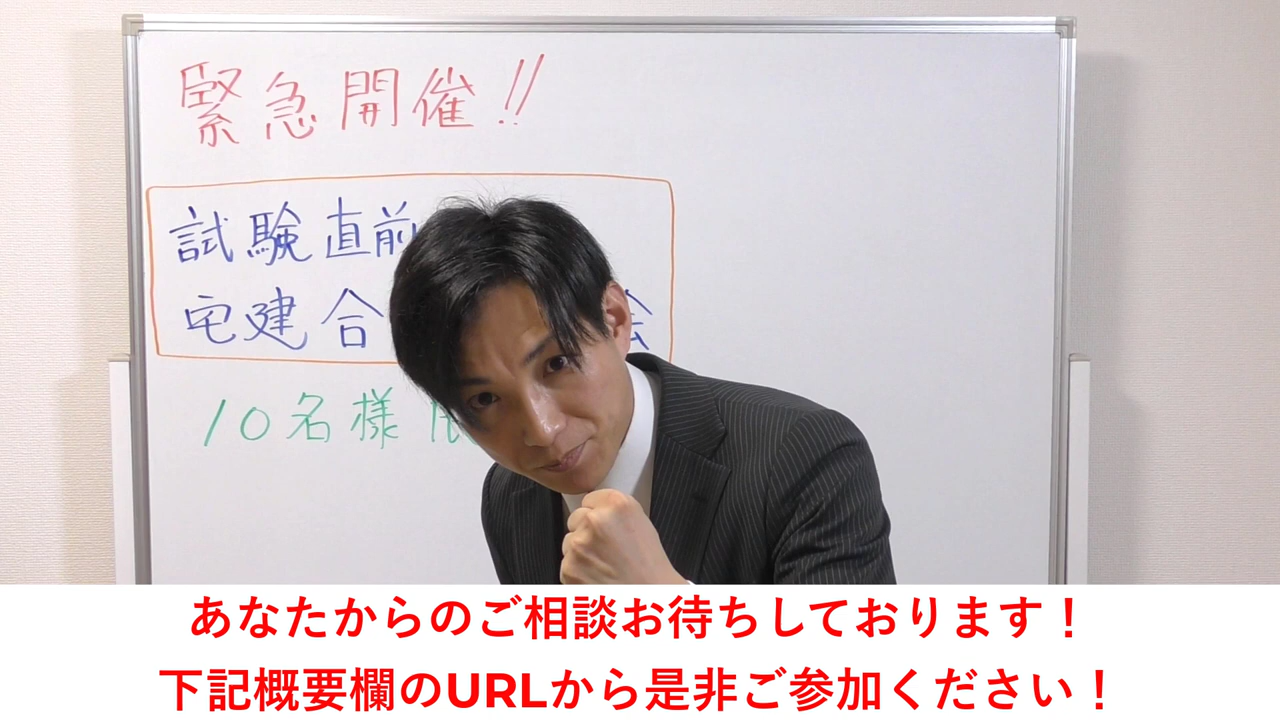 緊急開催!!
試験直前
宅建合 会
10名様
あなたからのご相談お待ちしております！
下記概要欄のURLから是非ご参加ください！